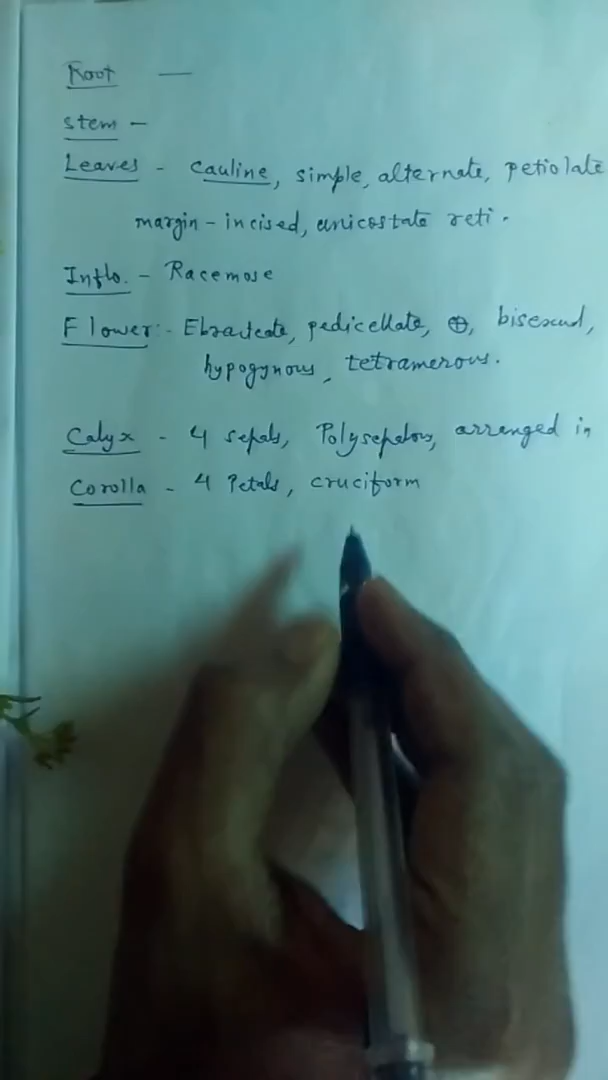 Root —
Stem -
Leaves - cauline, simple, alternate, petiolate
margin - incised, unicostate reti.
Inflo. - Racemose
Flower:- Ebracteate, pedicellate, ⊕, bisexual,
hypogynous, tetramerous.
Calyx - 4 sepals, Polysepalous, arranged in
Corolla - 4 Petals, cruciform